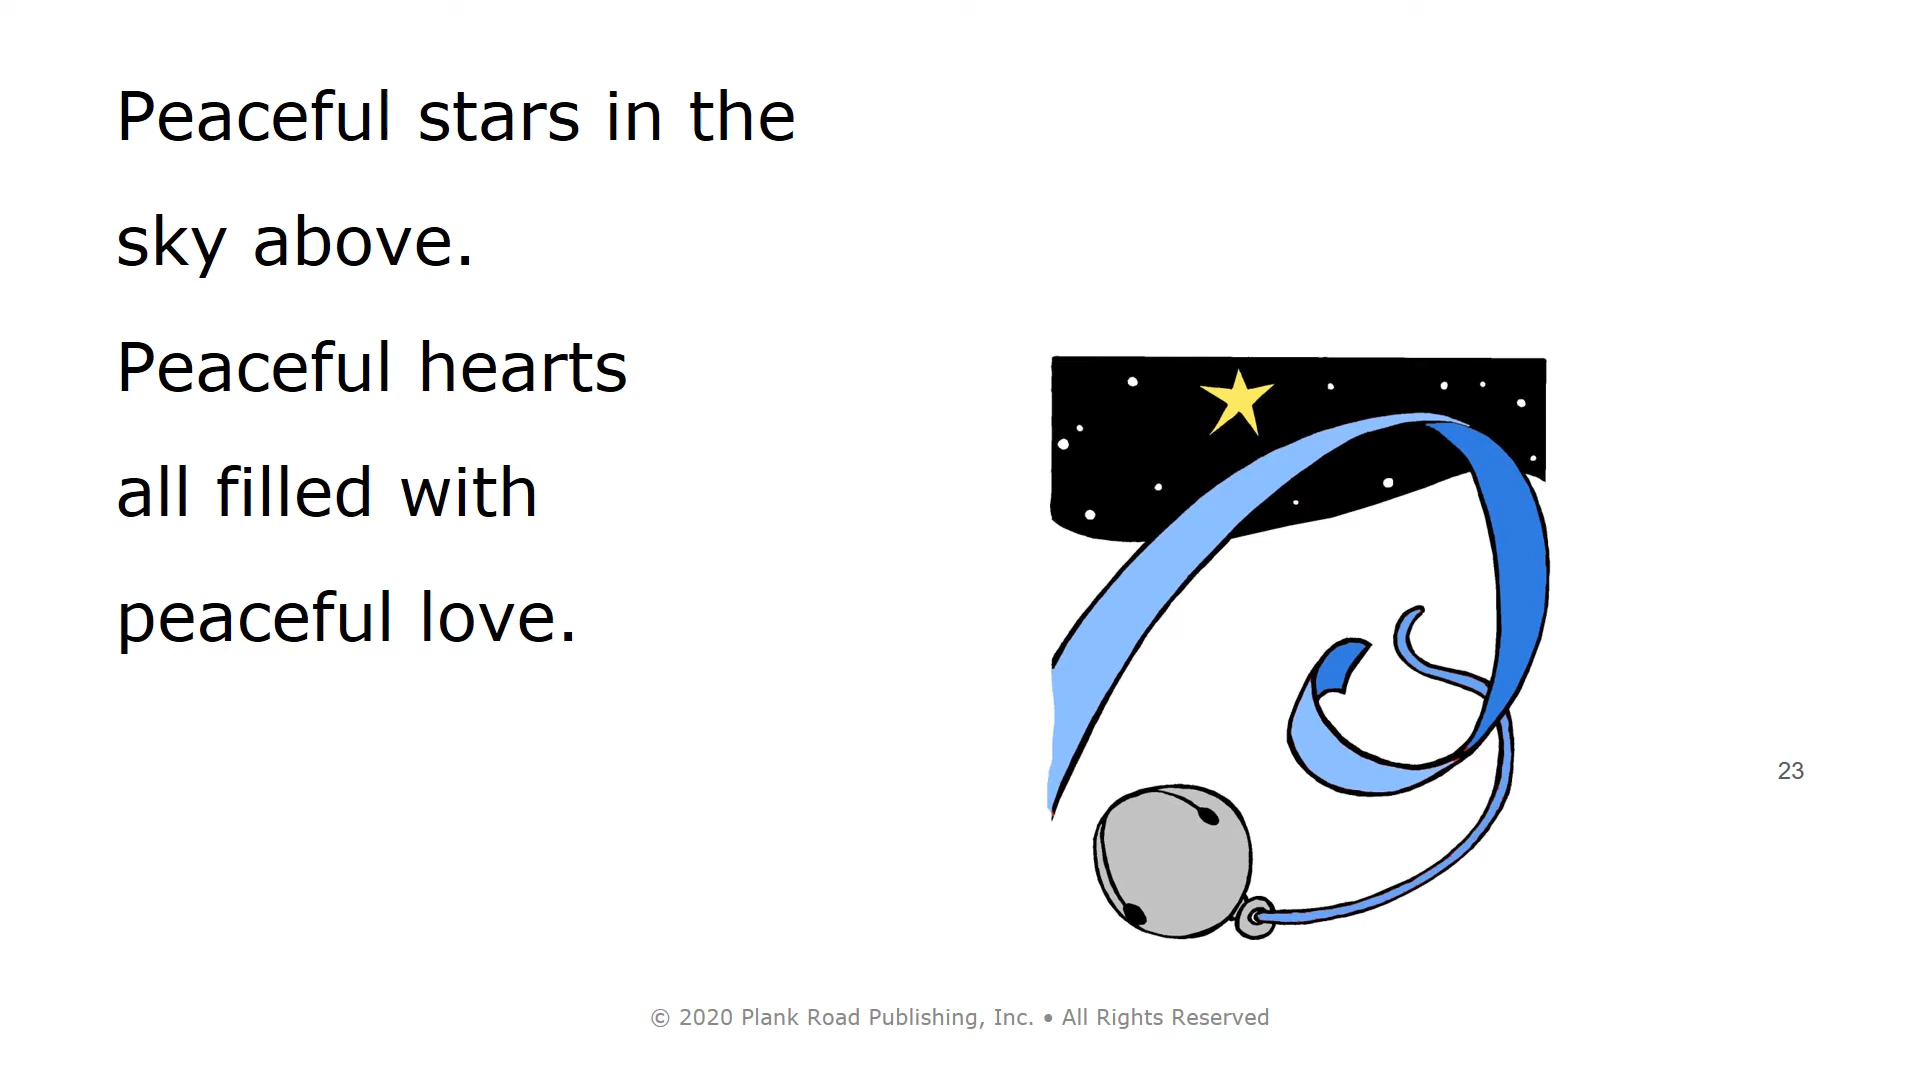 Peaceful stars in the
sky above.
Peaceful hearts
all filled with
peaceful love.
23
© 2020 Plank Road Publishing, Inc. • All Rights Reserved